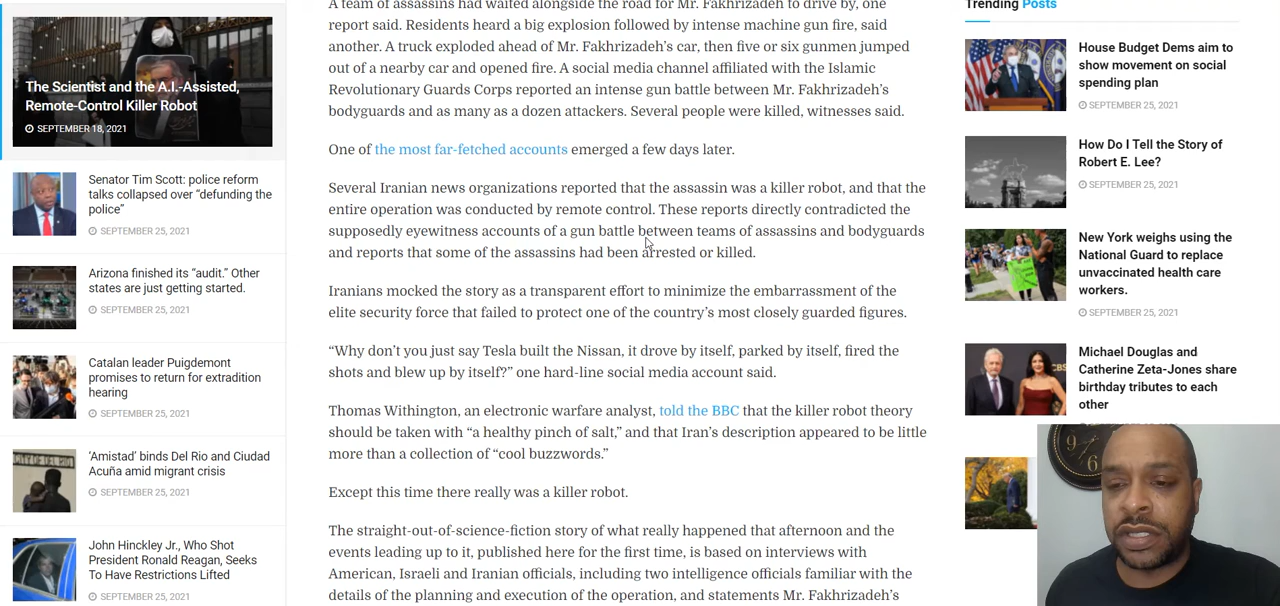 The Scientist and the A.I.-Assisted,
Remote-Control Killer Robot
SEPTEMBER 18, 2021
Senator Tim Scott: police reform
talks collapsed over “defunding the
police”
SEPTEMBER 25, 2021
Arizona finished its “audit.” Other
states are just getting started.
SEPTEMBER 25, 2021
Catalan leader Puigdemont
promises to return for extradition
hearing
SEPTEMBER 25, 2021
‘Amistad’ binds Del Rio and Ciudad
Acuña amid migrant crisis
SEPTEMBER 25, 2021
John Hinckley Jr., Who Shot
President Ronald Reagan, Seeks
To Have Restrictions Lifted
SEPTEMBER 25, 2021
A team of assassins had waited alongside the road for Mr. Fakhrizadeh to drive by, one
report said. Residents heard a big explosion followed by intense machine gun fire, said
another. A truck exploded ahead of Mr. Fakhrizadeh’s car, then five or six gunmen jumped
out of a nearby car and opened fire. A social media channel affiliated with the Islamic
Revolutionary Guards Corps reported an intense gun battle between Mr. Fakhrizadeh’s
bodyguards and as many as a dozen attackers. Several people were killed, witnesses said.
One of the most far-fetched accounts emerged a few days later.
Several Iranian news organizations reported that the assassin was a killer robot, and that the
entire operation was conducted by remote control. These reports directly contradicted the
supposedly eyewitness accounts of a gun battle between teams of assassins and bodyguards
and reports that some of the assassins had been arrested or killed.
Iranians mocked the story as a transparent effort to minimize the embarrassment of the
elite security force that failed to protect one of the country’s most closely guarded figures.
“Why don’t you just say Tesla built the Nissan, it drove by itself, parked by itself, fired the
shots and blew up by itself?” one hard-line social media account said.
Thomas Withington, an electronic warfare analyst, told the BBC that the killer robot theory
should be taken with “a healthy pinch of salt,” and that Iran’s description appeared to be little
more than a collection of “cool buzzwords.”
Except this time there really was a killer robot.
The straight-out-of-science-fiction story of what really happened that afternoon and the
events leading up to it, published here for the first time, is based on interviews with
American, Israeli and Iranian officials, including two intelligence officials familiar with the
details of the planning and execution of the operation, and statements Mr. Fakhrizadeh’s
Trending Posts
House Budget Dems aim to
show movement on social
spending plan
SEPTEMBER 25, 2021
How Do I Tell the Story of
Robert E. Lee?
SEPTEMBER 25, 2021
New York weighs using the
National Guard to replace
unvaccinated health care
workers.
SEPTEMBER 25, 2021
Michael Douglas and
Catherine Zeta-Jones share
birthday tributes to each
other